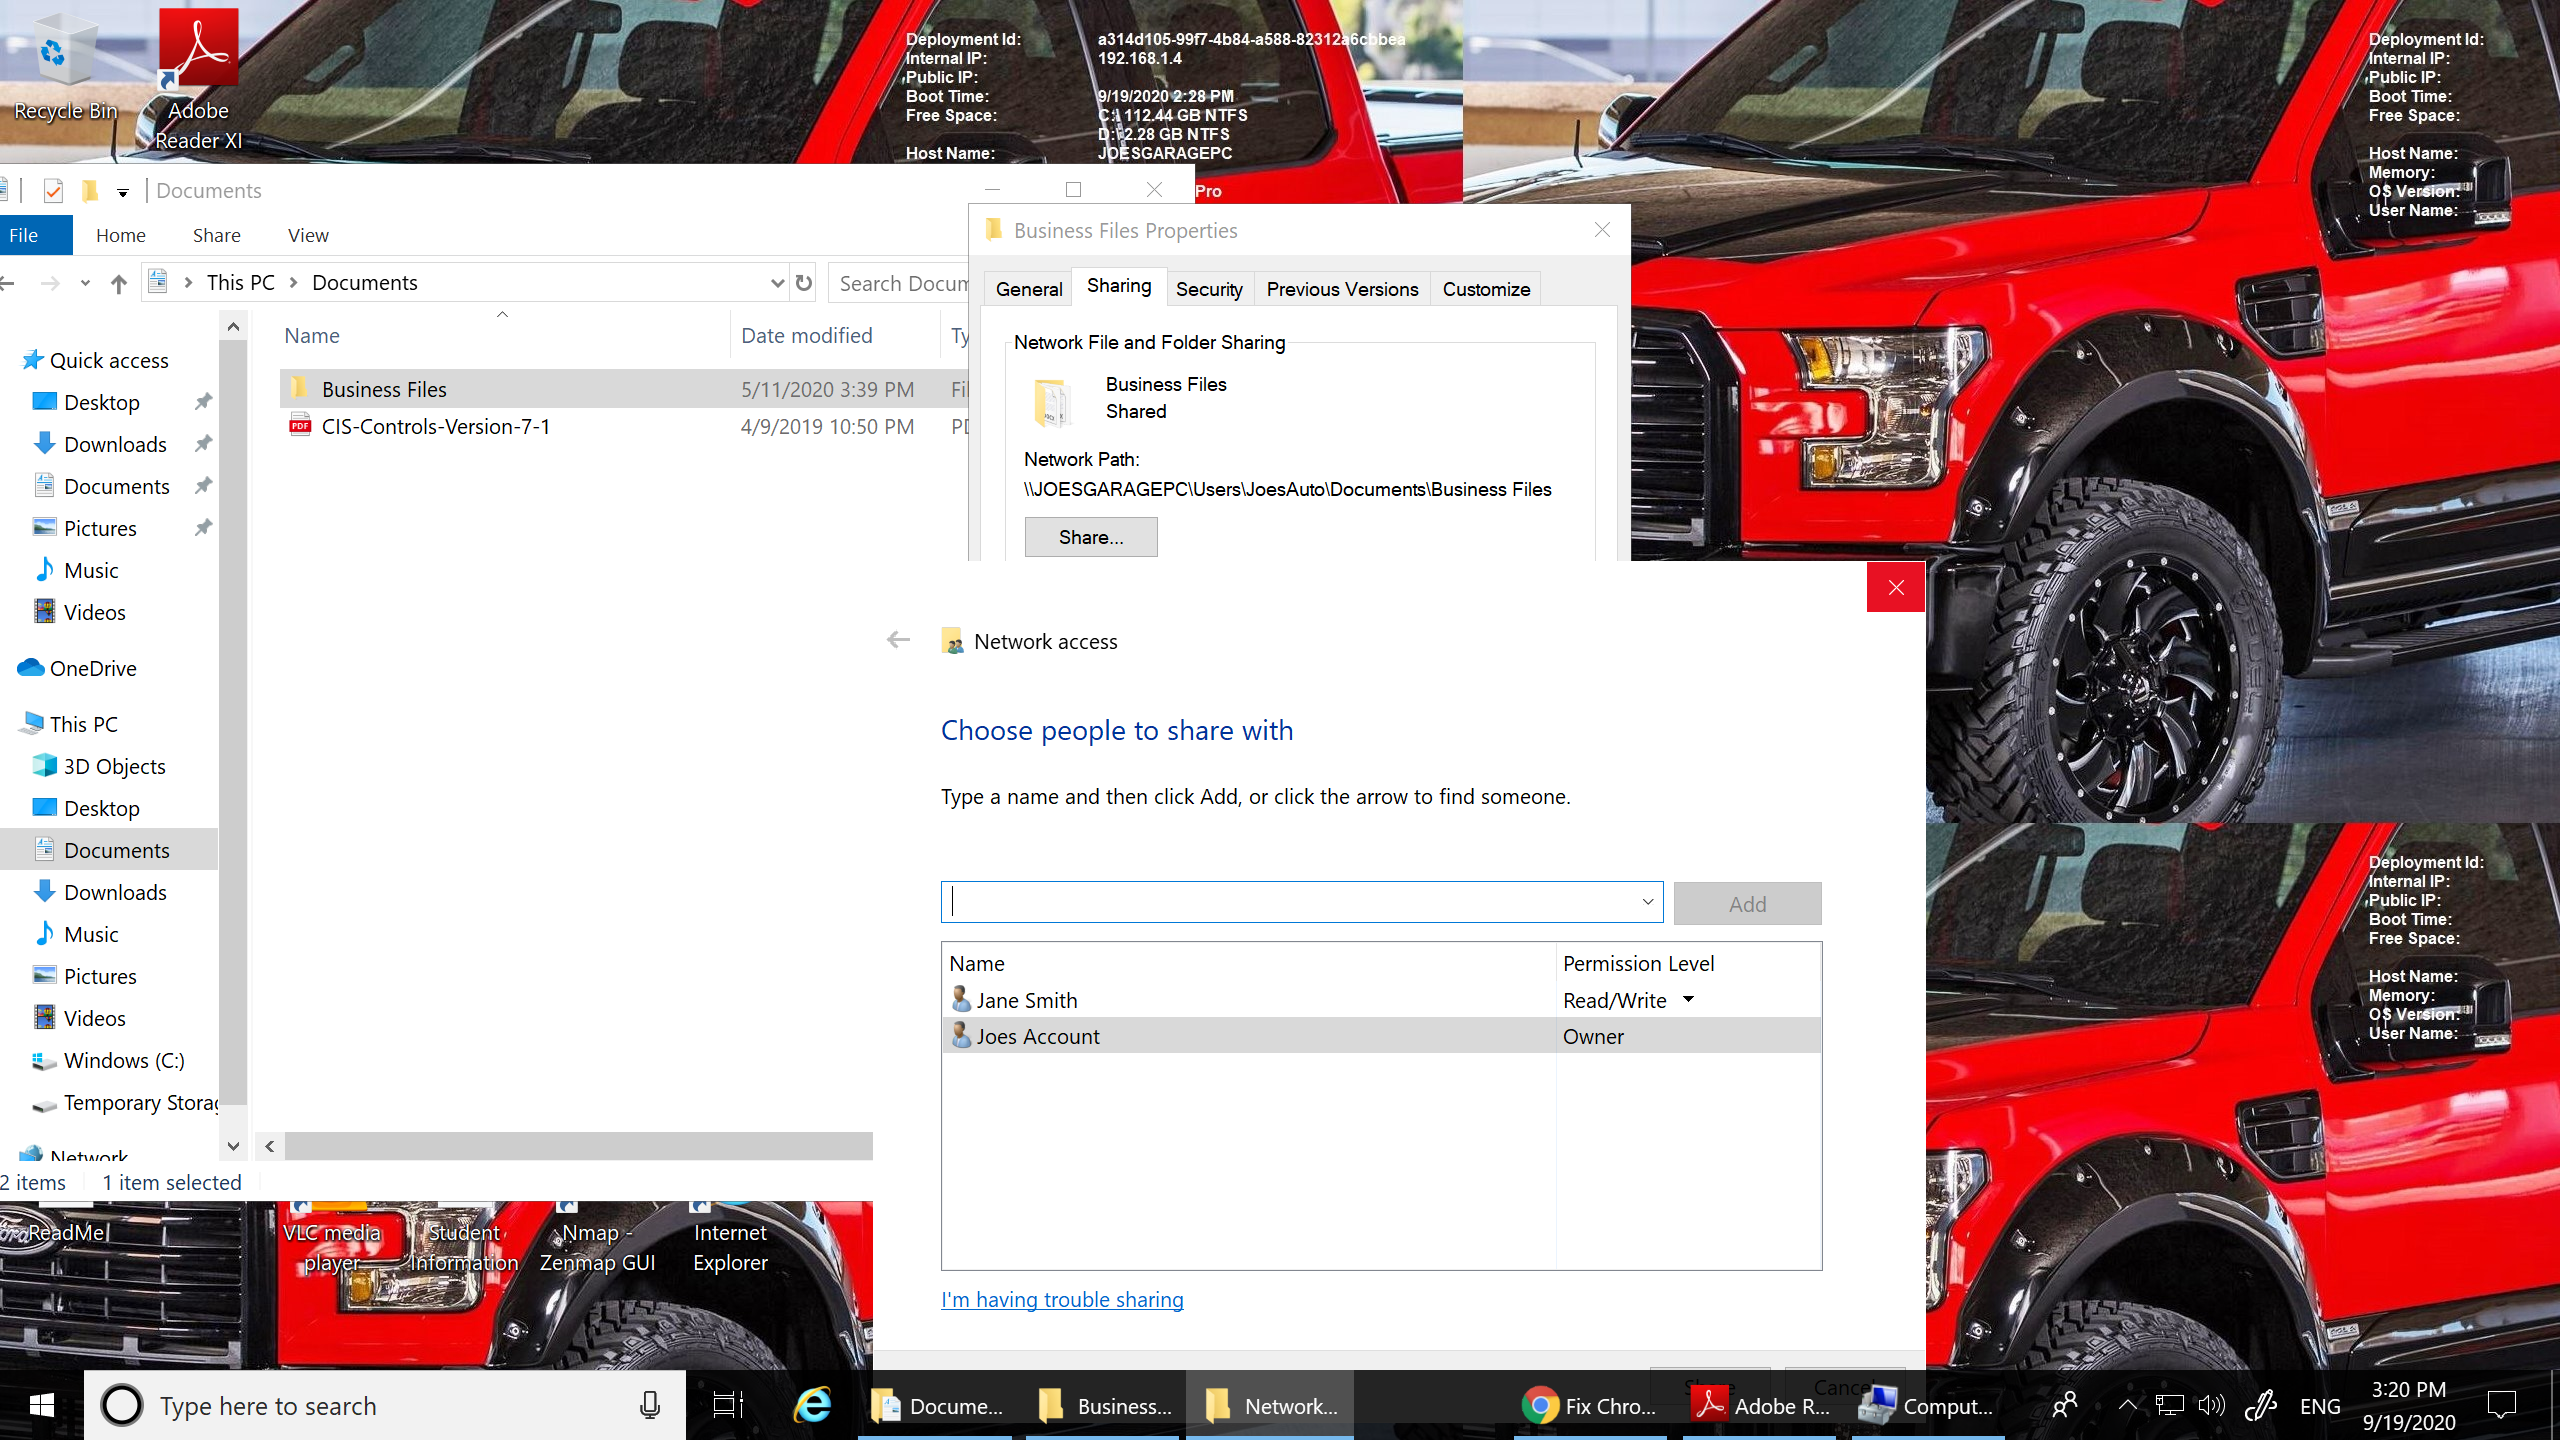 Recycle Bin
Adobe
Reader XI
Deployment Id: a314d105-99f7-4b84-a588-82312a6cbbea
Internal IP: 192.168.1.4
Public IP:
Boot Time: 9/19/2020 2:28 PM
Free Space: C:\ 112.44 GB NTFS
D:\ 2.28 GB NTFS
Host Name: JOESGARAGEPC
Pro
Deployment Id:
Internal IP:
Public IP:
Boot Time:
Free Space:
Host Name:
Memory:
OS Version:
User Name:
Documents
File Home Share View
This PC > Documents
Search Docum
Name Date modified Ty
Business Files 5/11/2020 3:39 PM Fil
CIS-Controls-Version-7-1 4/9/2019 10:50 PM PD
Quick access
Desktop
Downloads
Documents
Pictures
Music
Videos
OneDrive
This PC
3D Objects
Desktop
Documents
Downloads
Music
Pictures
Videos
Windows (C:)
Temporary Storag
Network
2 items 1 item selected
Business Files Properties
General Sharing Security Previous Versions Customize
Network File and Folder Sharing
Business Files
Shared
Network Path:
\\JOESGARAGEPC\Users\JoesAuto\Documents\Business Files
Share...
Network access
Choose people to share with
Type a name and then click Add, or click the arrow to find someone.
Add
Name Permission Level
Jane Smith Read/Write
Joes Account Owner
I'm having trouble sharing
Share Cancel
Deployment Id:
Internal IP:
Public IP:
Boot Time:
Free Space:
Host Name:
Memory:
OS Version:
User Name:
ReadMe
VLC media
player
Student
Information
Nmap -
Zenmap GUI
Internet
Explorer
Type here to search
Docume...
Business...
Network...
Fix Chro...
Adobe R...
Comput...
ENG
3:20 PM
9/19/2020